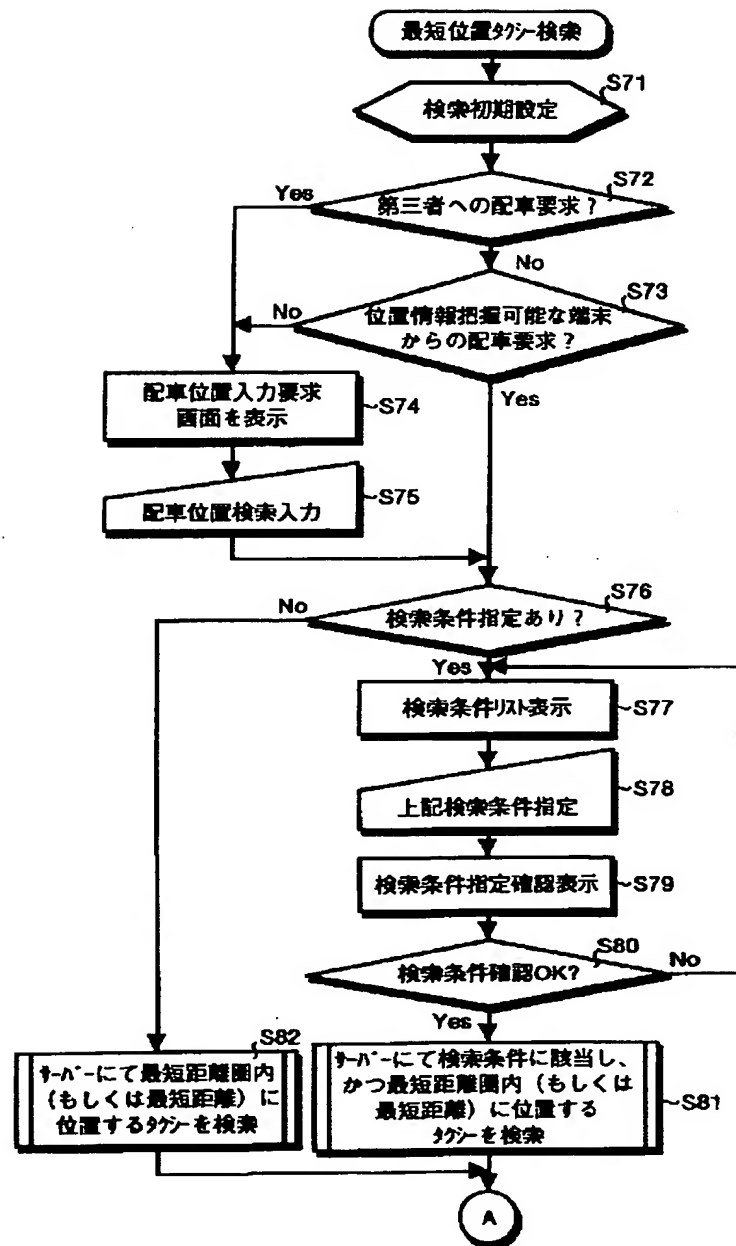 最短位置ﾀｸｼｰ検索
S71
検索初期設定
S72
Yes
第三者への配車要求？
No
S73
No
位置情報把握可能な端末
からの配車要求？
Yes
配車位置入力要求
画面を表示
S74
配車位置検索入力
S75
S76
No
検索条件指定あり？
Yes
検索条件ﾘｽﾄ表示
S77
上記検索条件指定
S78
検索条件指定確認表示
S79
S80
No
検索条件確認OK?
Yes
S82
ｻｰﾊﾞｰにて最短距離圏内
（もしくは最短距離）に
位置するﾀｸｼｰを検索
ｻｰﾊﾞｰにて検索条件に該当し、
かつ最短距離圏内（もしくは
最短距離）に位置する
ﾀｸｼｰを検索
S81
A